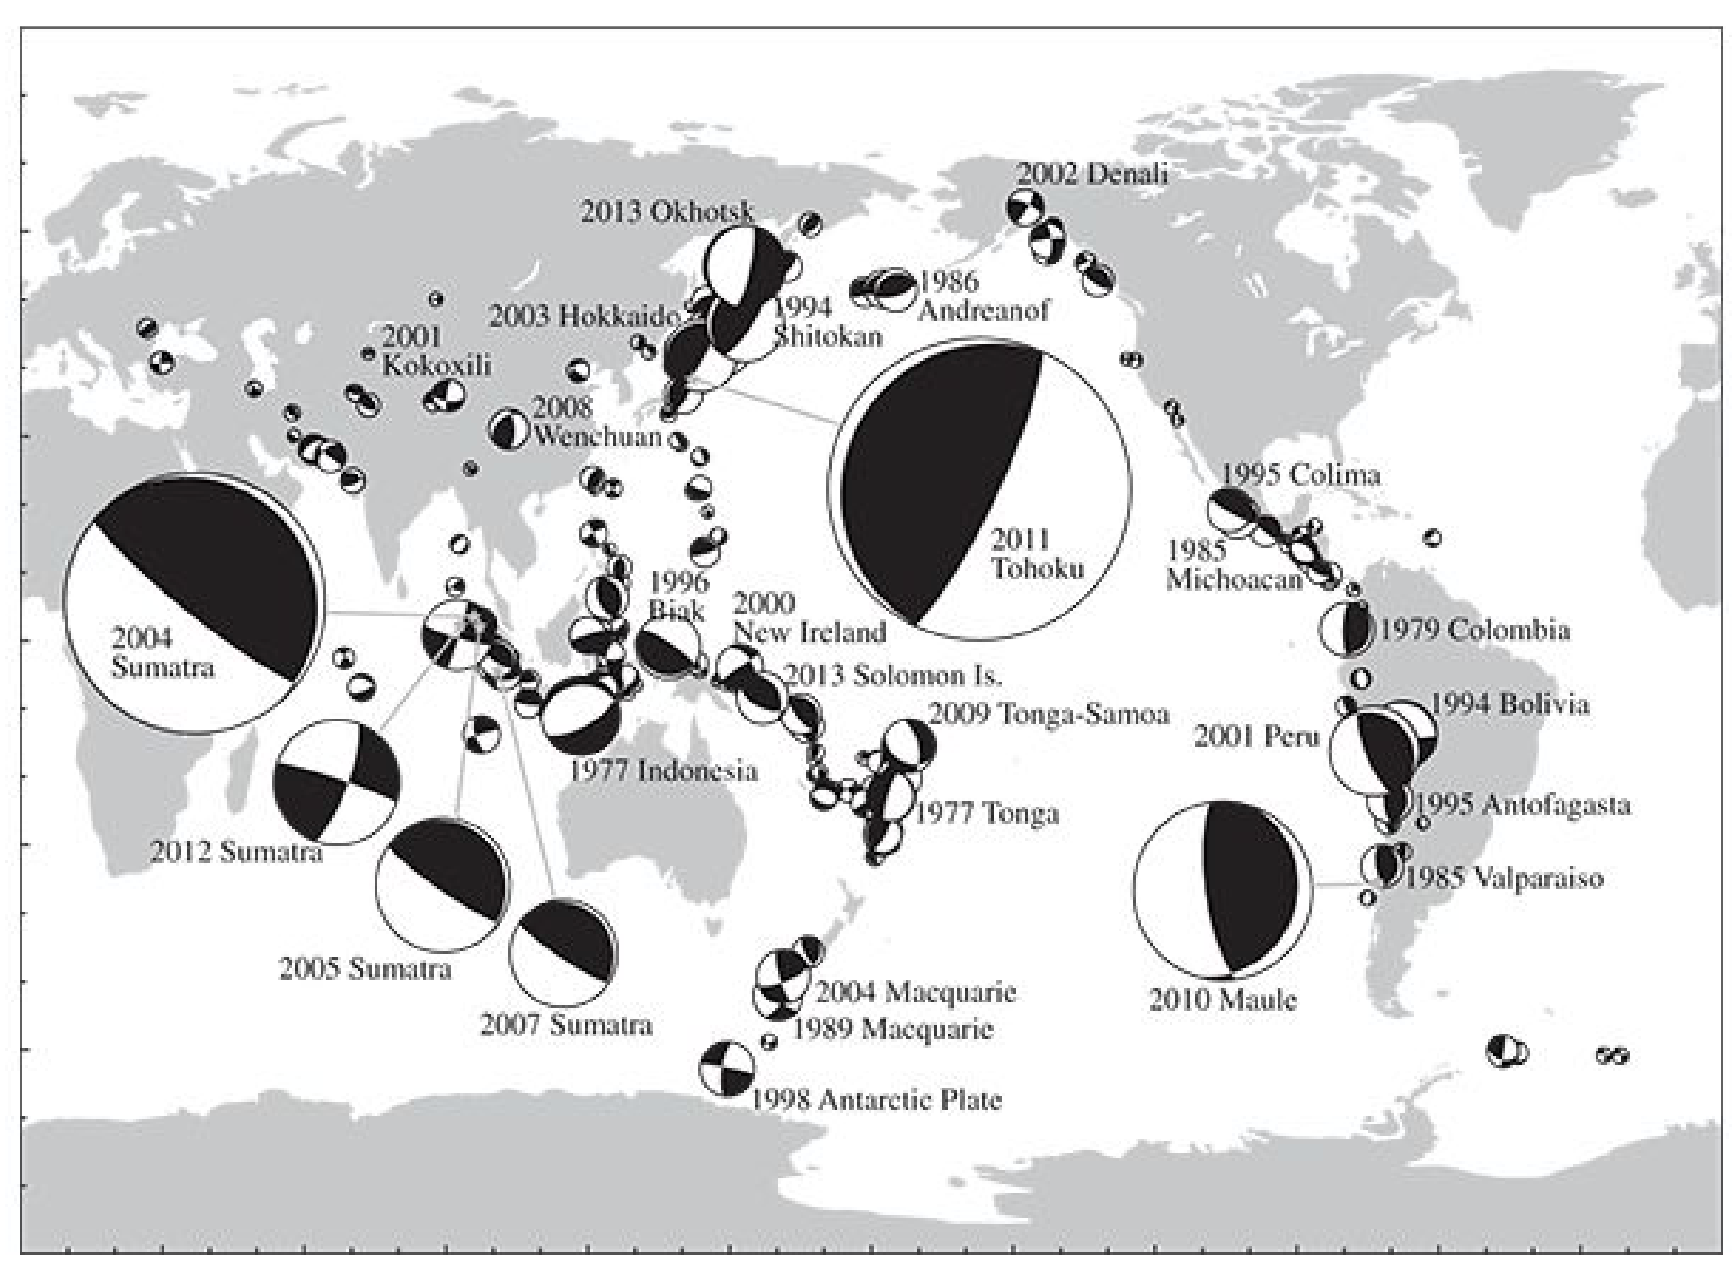 2002 Denali
2013 Okhotsk
1986
Andreanof
2003 Hokkaido
1994
Shitokan
2001
Kokoxili
2008
Wenchuan
1995 Colima
2011
Tohoku
1985
Michoacan
1996
Biak
2000
New Ireland
1979 Colombia
2004
Sumatra
2013 Solomon Is.
1994 Bolivia
2009 Tonga-Samoa
2001 Peru
1977 Indonesia
1995 Antofagasta
1977 Tonga
2012 Sumatra
1985 Valparaiso
2005 Sumatra
2004 Macquarie
2010 Maule
2007 Sumatra
1989 Macquarie
1998 Antarctic Plate